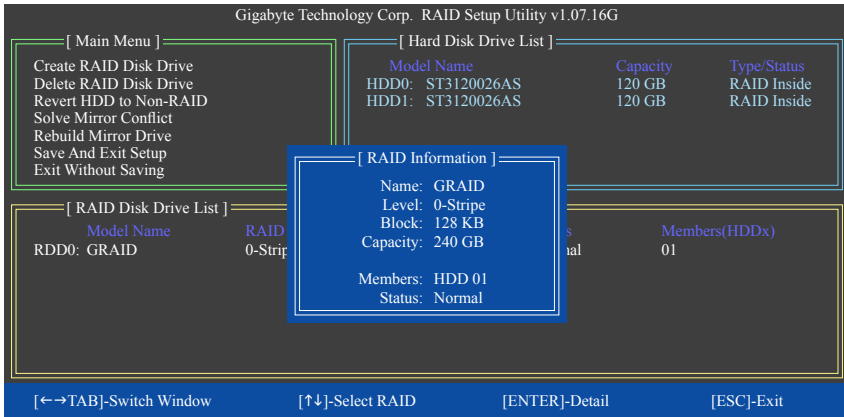 Gigabyte Technology Corp. RAID Setup Utility v1.07.16G
[ Main Menu ]
Create RAID Disk Drive
Delete RAID Disk Drive
Revert HDD to Non-RAID
Solve Mirror Conflict
Rebuild Mirror Drive
Save And Exit Setup
Exit Without Saving
[ Hard Disk Drive List ]
Model Name Capacity Type/Status
HDD0: ST3120026AS 120 GB RAID Inside
HDD1: ST3120026AS 120 GB RAID Inside
[ RAID Information ]
Name: GRAID
Level: 0-Stripe
Block: 128 KB
Capacity: 240 GB
Members: HDD 01
Status: Normal
[ RAID Disk Drive List ]
Model Name RAID Members(HDDx)
RDD0: GRAID 0-Strip 01
[←→TAB]-Switch Window [↑↓]-Select RAID [ENTER]-Detail [ESC]-Exit